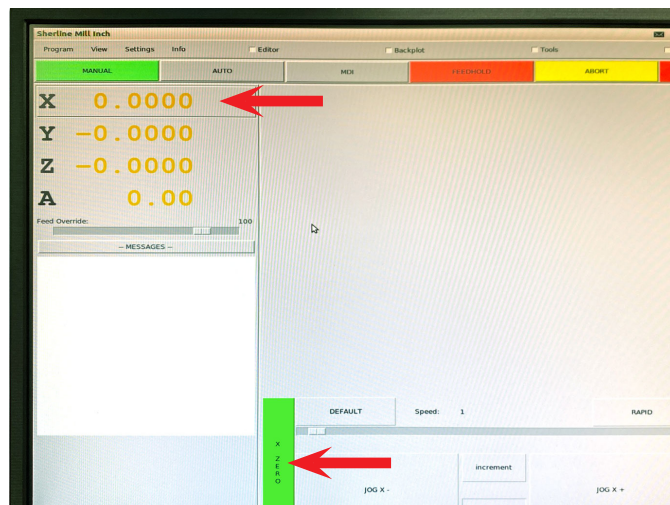 Sherline Mill Inch
Program View Settings Info Editor Backplot Tools
MANUAL AUTO MDI FEEDHOLD ABORT
X 0.0000
Y -0.0000
Z -0.0000
A 0.00
Feed Override: 100
-- MESSAGES --
DEFAULT Speed: 1 RAPID
X ZERO
increment
JOG X - JOG X +